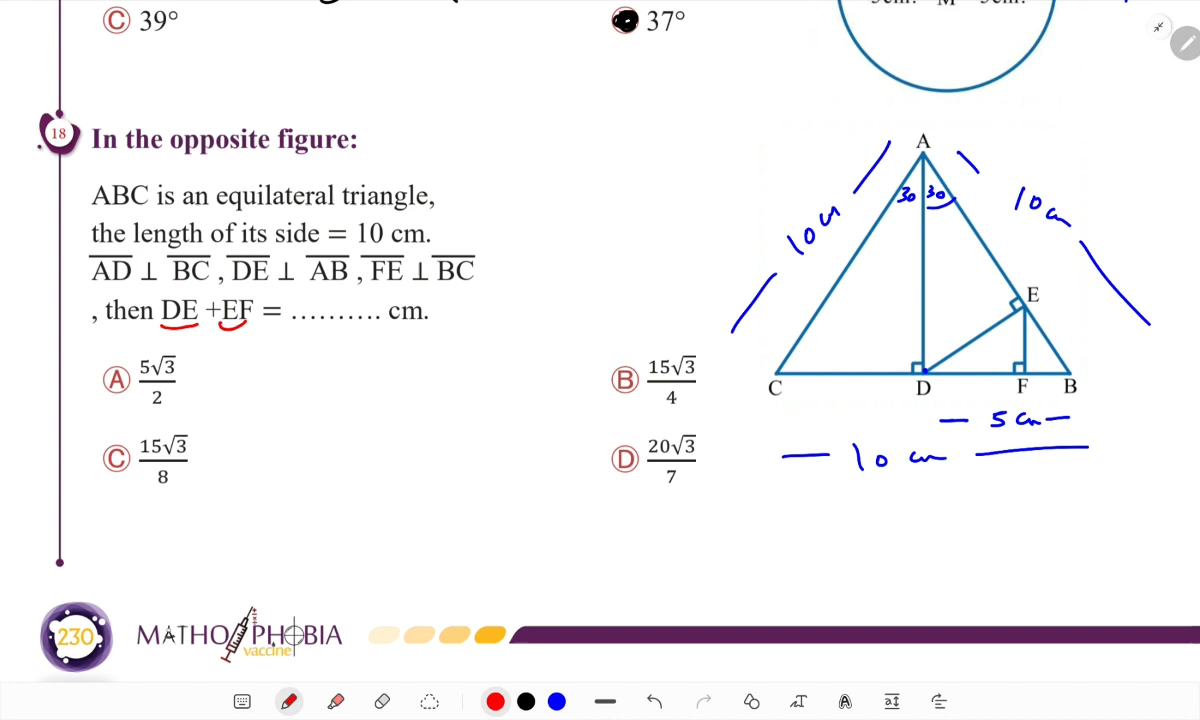 C 39°
37°
18 In the opposite figure:
ABC is an equilateral triangle,
the length of its side = 10 cm.
AD ⊥ BC , DE ⊥ AB , FE ⊥ BC
, then DE +EF = .......... cm.
A 5√3/2
B 15√3/4
C 15√3/8
D 20√3/7
A
30 30
10 cm
10 cm
E
C D F B
5 cm
10 cm
230 MATHOPHOBIA
vaccine